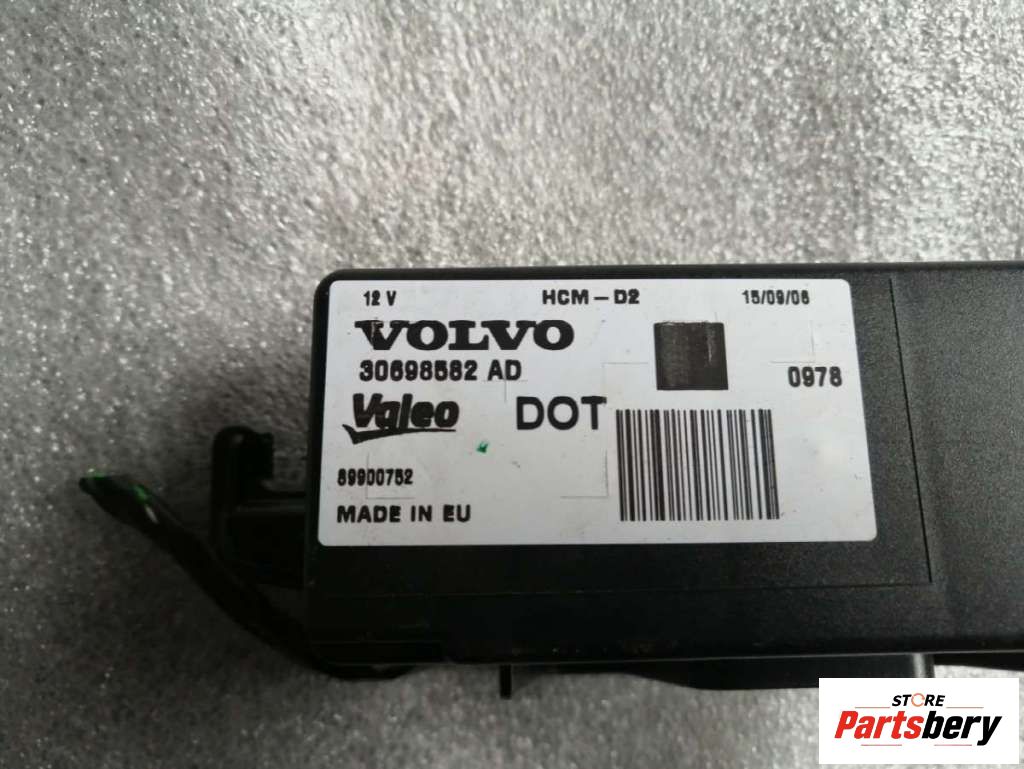 12 V HCM-D2 15/09/06
VOLVO
30698582 AD
0978
Valeo DOT
89900752
MADE IN EU
STORE
Partsbery